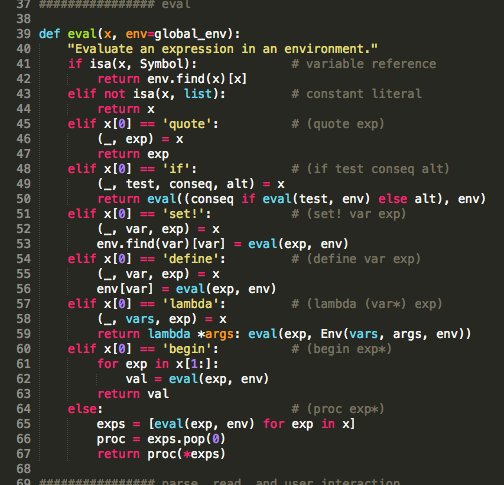 37 ################ eval
38
39 def eval(x, env=global_env):
40     "Evaluate an expression in an environment."
41     if isa(x, Symbol):             # variable reference
42         return env.find(x)[x]
43     elif not isa(x, list):         # constant literal
44         return x
45     elif x[0] == 'quote':          # (quote exp)
46         (_, exp) = x
47         return exp
48     elif x[0] == 'if':             # (if test conseq alt)
49         (_, test, conseq, alt) = x
50         return eval((conseq if eval(test, env) else alt), env)
51     elif x[0] == 'set!':           # (set! var exp)
52         (_, var, exp) = x
53         env.find(var)[var] = eval(exp, env)
54     elif x[0] == 'define':         # (define var exp)
55         (_, var, exp) = x
56         env[var] = eval(exp, env)
57     elif x[0] == 'lambda':         # (lambda (var*) exp)
58         (_, vars, exp) = x
59         return lambda *args: eval(exp, Env(vars, args, env))
60     elif x[0] == 'begin':          # (begin exp*)
61         for exp in x[1:]:
62             val = eval(exp, env)
63         return val
64     else:                          # (proc exp*)
65         exps = [eval(exp, env) for exp in x]
66         proc = exps.pop(0)
67         return proc(*exps)
68
69 ################ parse, read, and user interaction